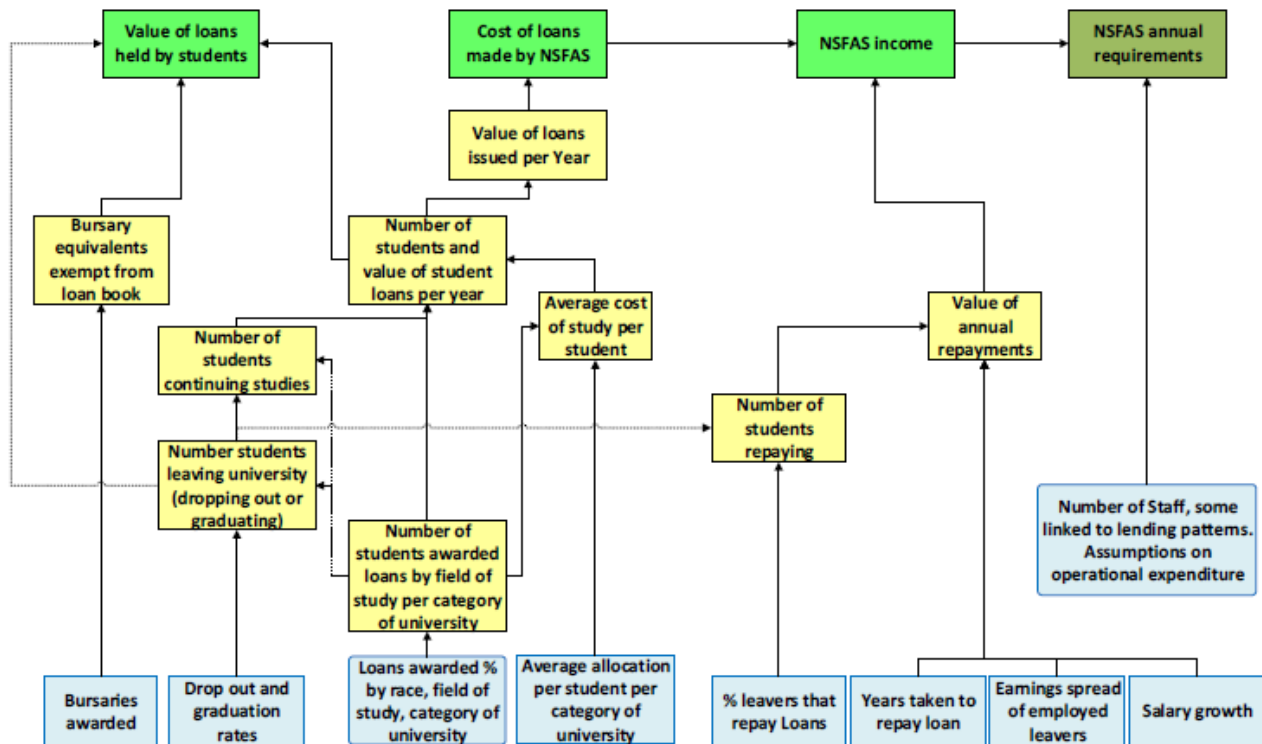 Value of loans
held by students
Cost of loans
made by NSFAS
NSFAS income
NSFAS annual
requirements
Value of loans
issued per Year
Bursary
equivalents
exempt from
loan book
Number of
students and
value of student
loans per year
Average cost
of study per
student
Value of
annual
repayments
Number of
students
continuing studies
Number of
students
repaying
Number students
leaving university
(dropping out or
graduating)
Number of
students awarded
loans by field of
study per category
of university
Number of Staff, some
linked to lending patterns.
Assumptions on
operational expenditure
Bursaries
awarded
Drop out and
graduation
rates
Loans awarded %
by race, field of
study, category of
university
Average allocation
per student per
category of
university
% leavers that
repay Loans
Years taken to
repay loan
Earnings spread
of employed
leavers
Salary growth